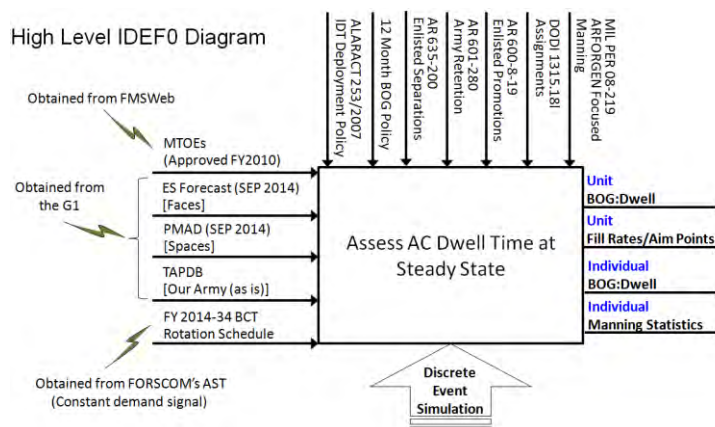 High Level IDEF0 Diagram
ALARACT 253/2007
IDT Deployment Policy
12 Month BOG Policy
AR 635-200
Enlisted Separations
AR 601-280
Army Retention
AR 600-8-19
Enlisted Promotions
DODI 1315.18I
Assignments
MIL PER 08-219
ARFORGEN Focused
Manning
Obtained from FMSWeb
MTOEs
(Approved FY2010)
Obtained from
the G1
ES Forecast (SEP 2014)
[Faces]
PMAD (SEP 2014)
[Spaces]
TAPDB
[Our Army (as is)]
FY 2014-34 BCT
Rotation Schedule
Obtained from FORSCOM's AST
(Constant demand signal)
Assess AC Dwell Time at
Steady State
Unit
BOG:Dwell
Unit
Fill Rates/Aim Points
Individual
BOG:Dwell
Individual
Manning Statistics
Discrete
Event
Simulation